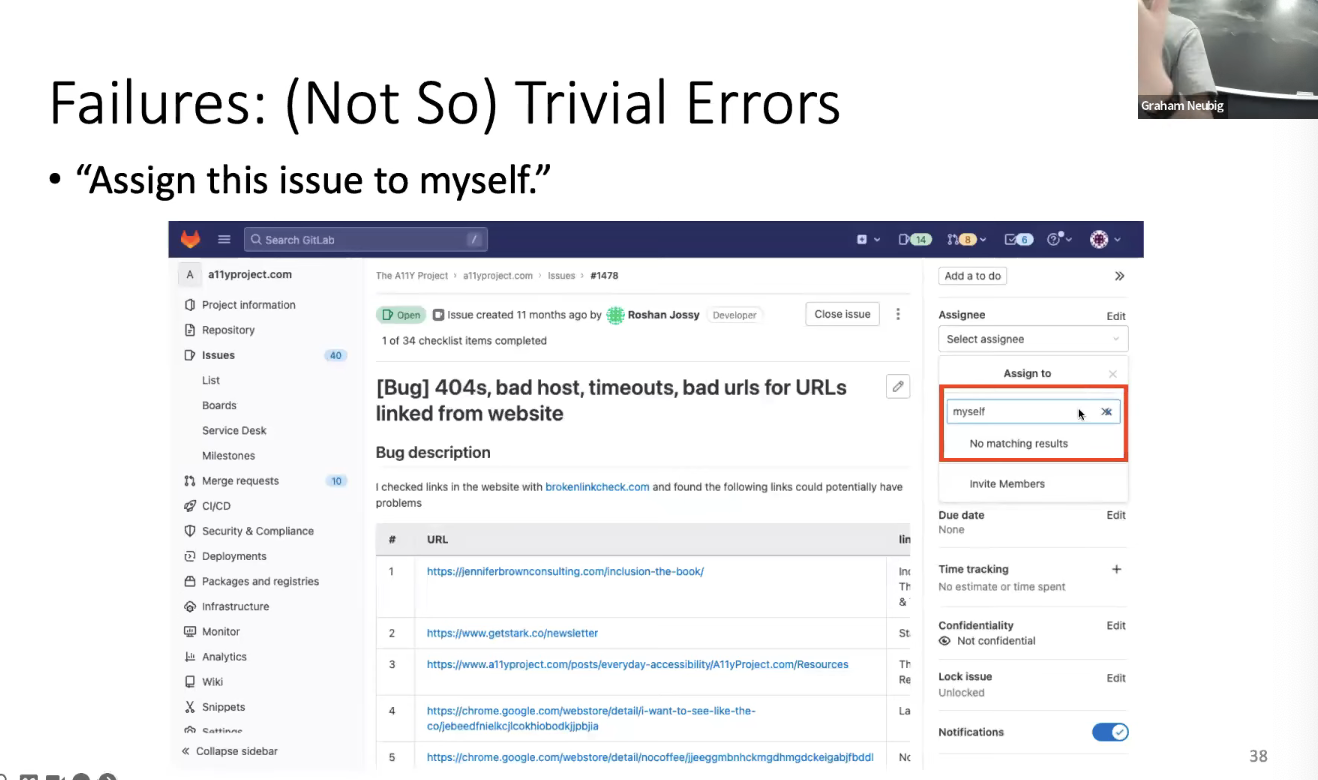 Graham Neubig
Failures: (Not So) Trivial Errors
• “Assign this issue to myself.”
Search GitLab
/
14
8
6
A
a11yproject.com
Project information
Repository
Issues
40
List
Boards
Service Desk
Milestones
Merge requests
10
CI/CD
Security & Compliance
Deployments
Packages and registries
Infrastructure
Monitor
Analytics
Wiki
Snippets
Settings
Collapse sidebar
The A11Y Project › a11yproject.com › Issues › #1478
Open
Issue created 11 months ago by Roshan Jossy
Developer
Close issue
1 of 34 checklist items completed
[Bug] 404s, bad host, timeouts, bad urls for URLs
linked from website
Bug description
I checked links in the website with brokenlinkcheck.com and found the following links could potentially have
problems
# URL lin
1 https://jenniferbrownconsulting.com/inclusion-the-book/ Inc
Th
&
2 https://www.getstark.co/newsletter St
3 https://www.a11yproject.com/posts/everyday-accessibility/A11yProject.com/Resources Th
Re
4 https://chrome.google.com/webstore/detail/i-want-to-see-like-the- La
co/jebeedfnielkcjlcokhiobodkjjpbjia
5 https://chrome.google.com/webstore/detail/nocoffee/jjeeggmbnhckmgdhmgdckeigabjfbddl No
Add a to do
Assignee
Edit
Select assignee
Assign to
myself
No matching results
Invite Members
Due date
Edit
None
Time tracking
No estimate or time spent
Confidentiality
Edit
Not confidential
Lock issue
Edit
Unlocked
Notifications
38